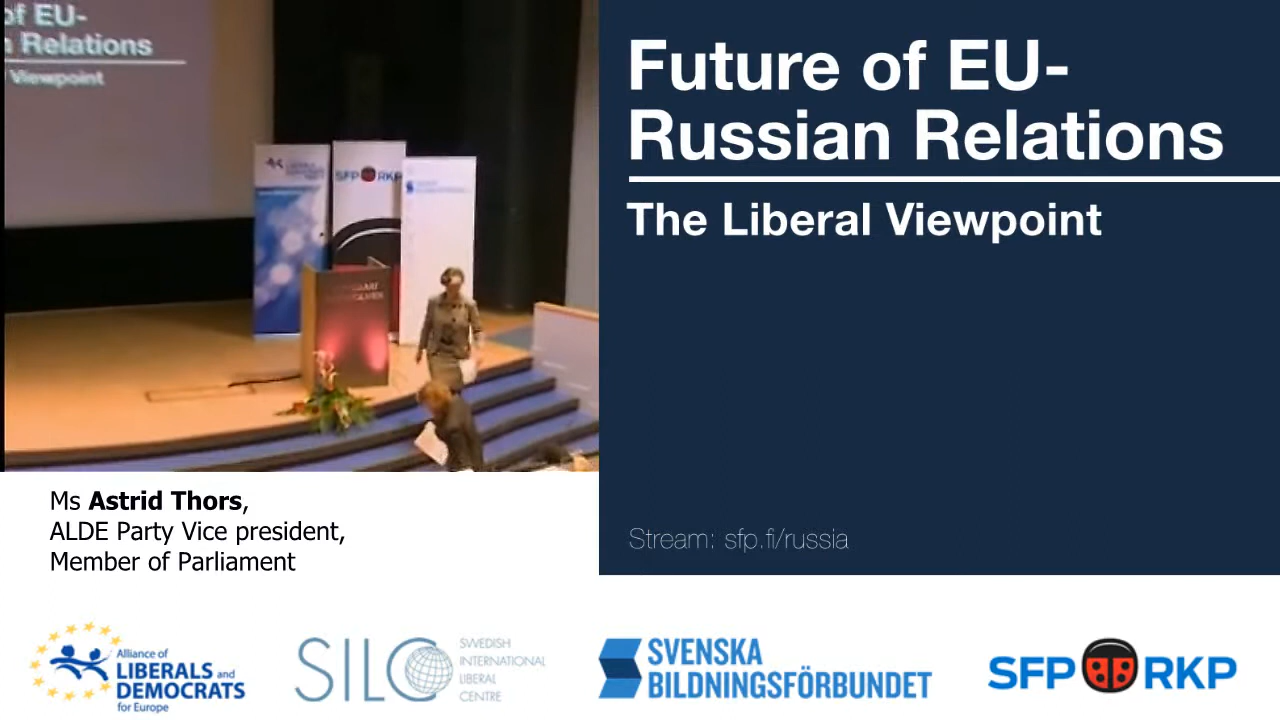 of EU-
Relations
Viewpoint
LIBERALS
SFP RKP
SVENSKA
Future of EU-
Russian Relations
The Liberal Viewpoint
Stream: sfp.fi/russia
Ms Astrid Thors,
ALDE Party Vice president,
Member of Parliament
Alliance of
LIBERALS and
DEMOCRATS
for Europe
SILC
SWEDISH
INTERNATIONAL
LIBERAL
CENTRE
SVENSKA
BILDNINGSFÖRBUNDET
SFP RKP